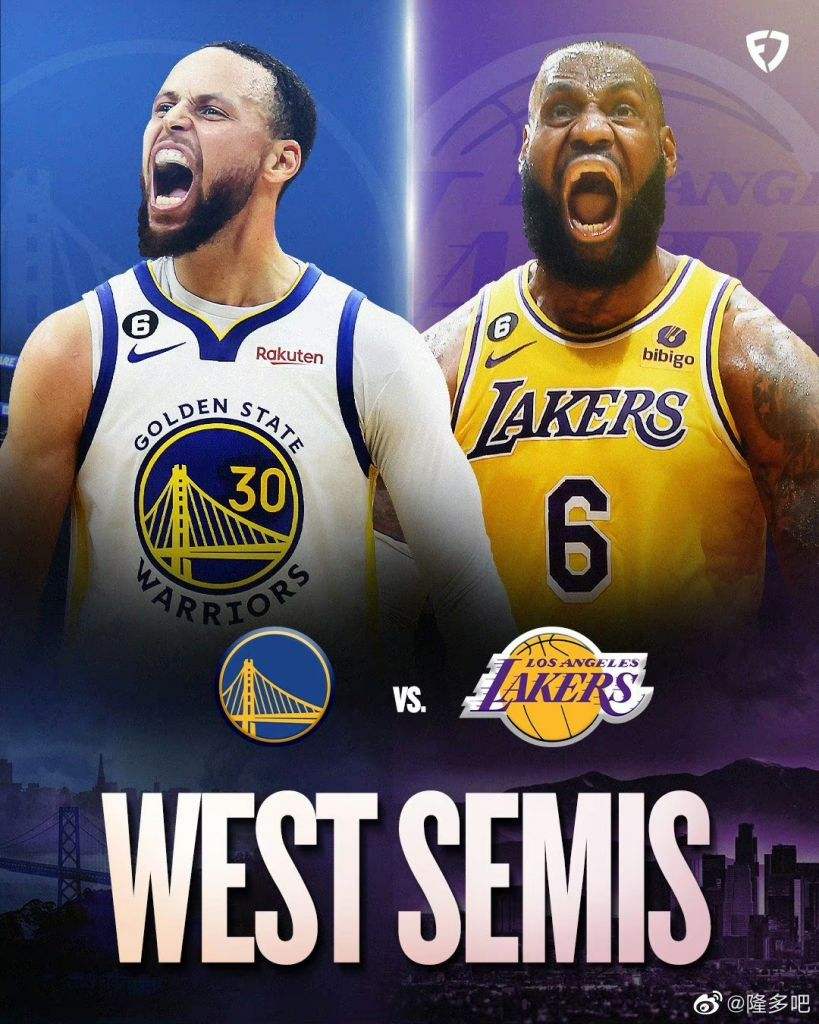 6
Rakuten
GOLDEN STATE
30
WARRIORS
6
bibigo
LAKERS
6
VS.
LOS ANGELES
LAKERS
WEST SEMIS
@隆多吧